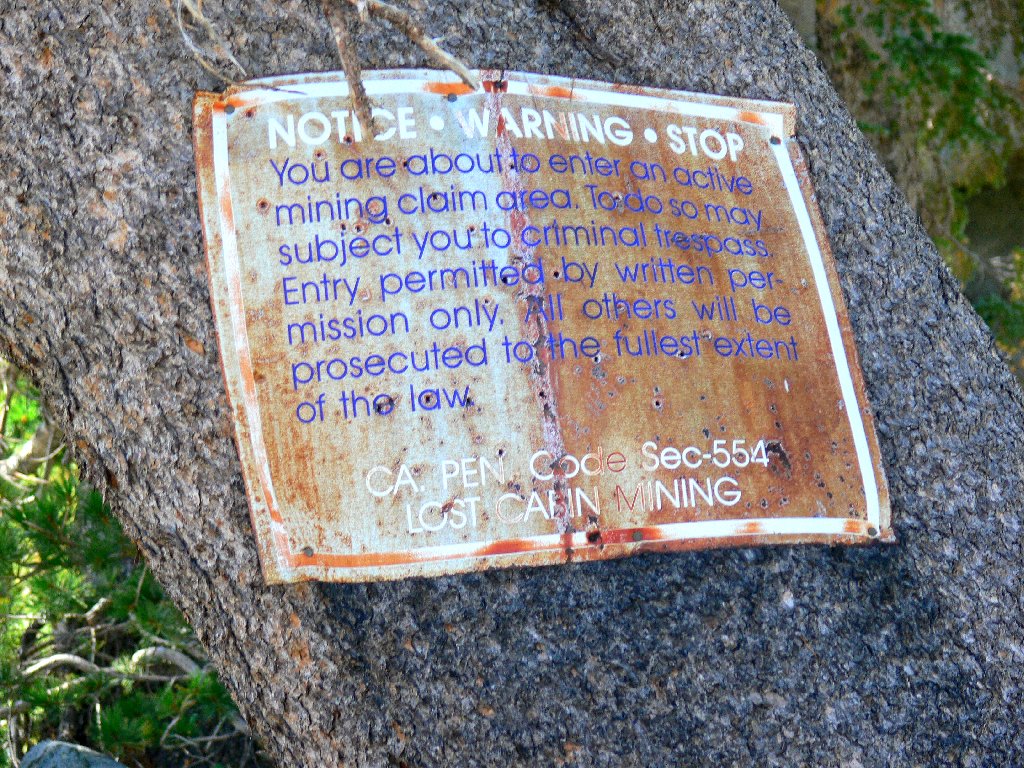 NOTICE • WARNING • STOP
You are about to enter an active
mining claim area. To do so may
subject you to criminal trespass.
Entry permitted by written per-
mission only. All others will be
prosecuted to the fullest extent
of the law.
CA. PEN. Code Sec-554
LOST CABIN MINING